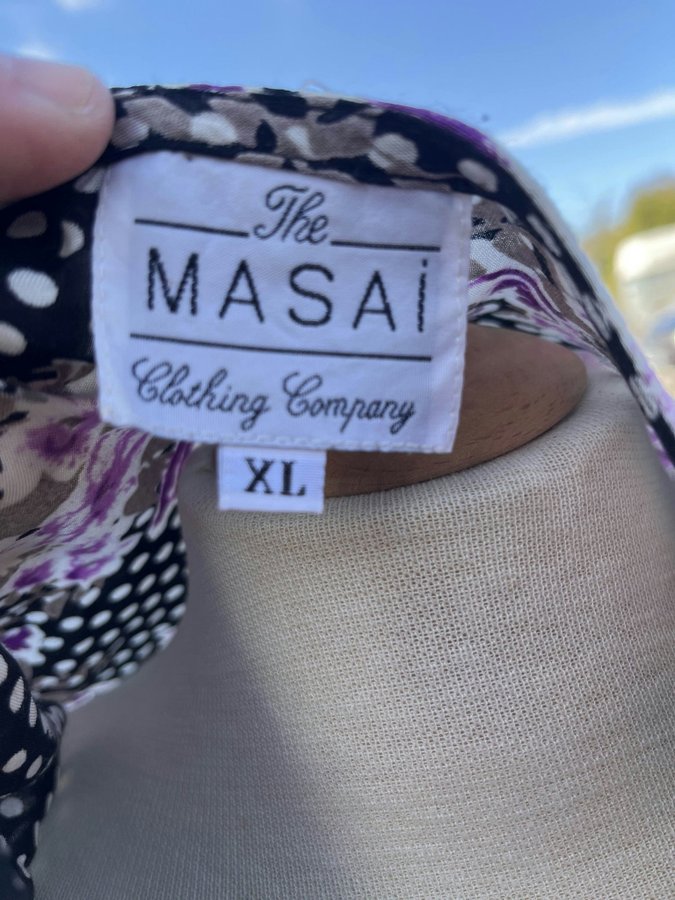 The
MASAi
Clothing Company
XL